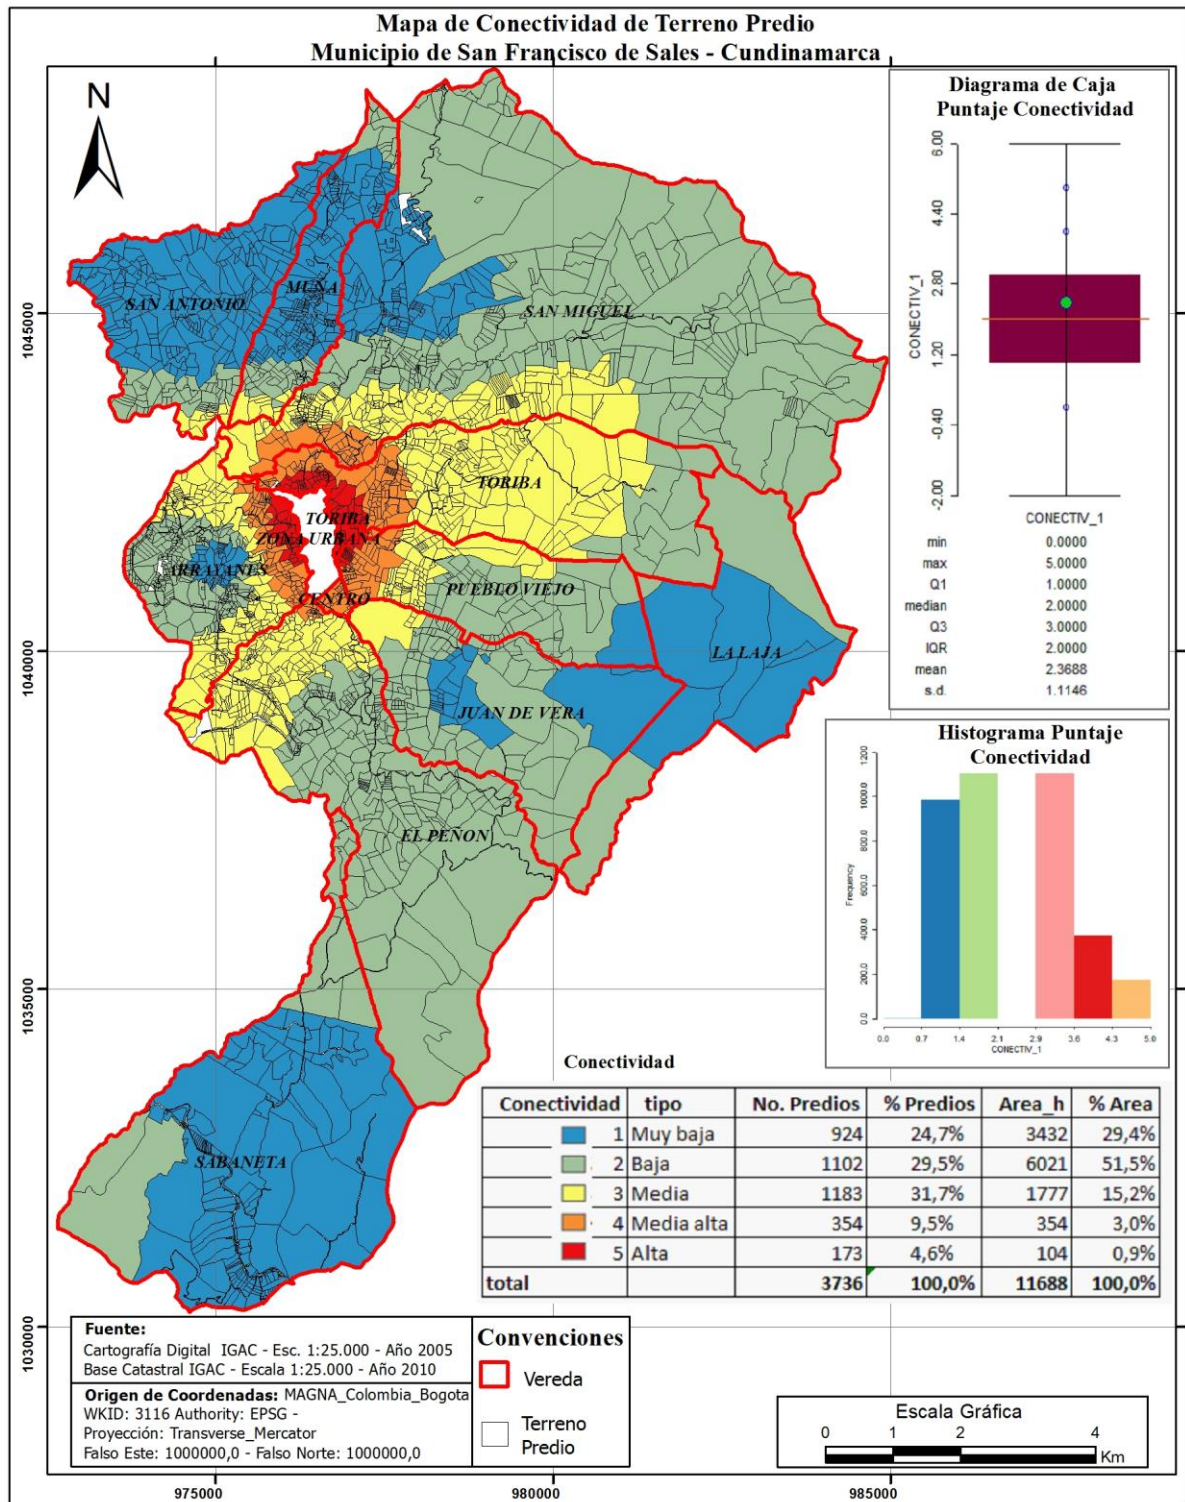 Mapa de Conectividad de Terreno Predio
Municipio de San Francisco de Sales - Cundinamarca
N
SAN ANTONIO
MUÑA
SAN MIGUEL
TORIBA
TORIBA
ZONA URBANA
ARRAYANES
CENTRO
PUEBLO VIEJO
LA LAJA
JUAN DE VERA
EL PEÑON
SABANETA
1045000
1040000
1035000
1030000
975000
980000
985000
Diagrama de Caja
Puntaje Conectividad
CONECTIV_1
6.00
4.40
2.80
1.20
-0.40
-2.00
CONECTIV_1
min 0.0000
max 5.0000
Q1 1.0000
median 2.0000
Q3 3.0000
IQR 2.0000
mean 2.3688
s.d. 1.1146
Histograma Puntaje
Conectividad
Frequency
1200
1000.0
800.0
600.0
400.0
200.0
0.0
0.0 0.7 1.4 2.1 2.9 3.6 4.3 5.0
CONECTIV_1
Conectividad
Conectividad tipo No. Predios % Predios Area_h % Area
1 Muy baja 924 24,7% 3432 29,4%
2 Baja 1102 29,5% 6021 51,5%
3 Media 1183 31,7% 1777 15,2%
4 Media alta 354 9,5% 354 3,0%
5 Alta 173 4,6% 104 0,9%
total 3736 100,0% 11688 100,0%
Fuente:
Cartografía Digital IGAC - Esc. 1:25.000 - Año 2005
Base Catastral IGAC - Escala 1:25.000 - Año 2010
Origen de Coordenadas: MAGNA_Colombia_Bogota
WKID: 3116 Authority: EPSG -
Proyección: Transverse_Mercator
Falso Este: 1000000,0 - Falso Norte: 1000000,0
Convenciones
Vereda
Terreno
Predio
Escala Gráfica
0 1 2 4
Km